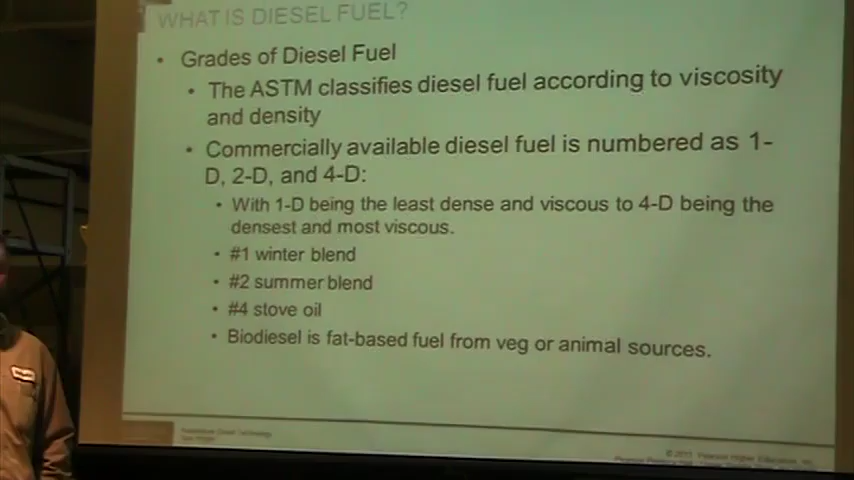 WHAT IS DIESEL FUEL?
• Grades of Diesel Fuel
• The ASTM classifies diesel fuel according to viscosity
and density
• Commercially available diesel fuel is numbered as 1-
D, 2-D, and 4-D:
• With 1-D being the least dense and viscous to 4-D being the
densest and most viscous.
• #1 winter blend
• #2 summer blend
• #4 stove oil
• Biodiesel is fat-based fuel from veg or animal sources.